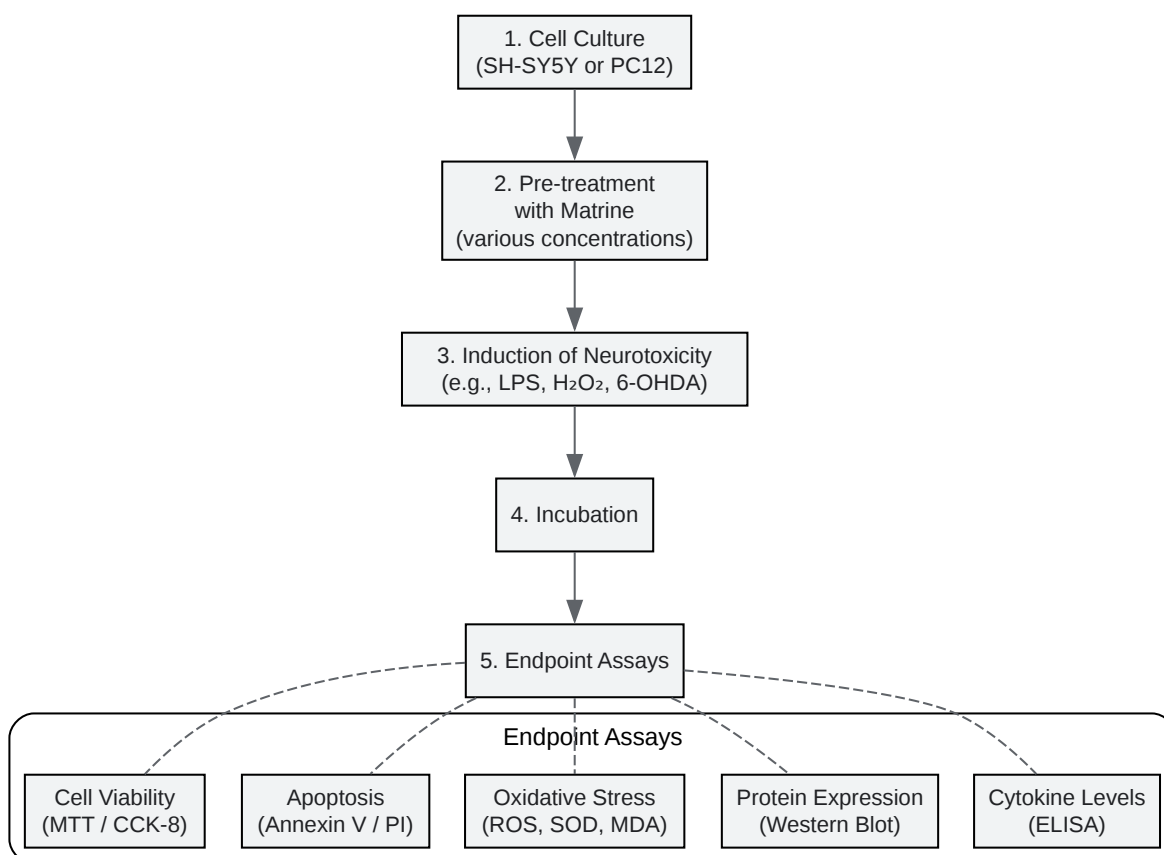 1. Cell Culture
(SH-SY5Y or PC12)
2. Pre-treatment
with Matrine
(various concentrations)
3. Induction of Neurotoxicity
(e.g., LPS, H₂O₂, 6-OHDA)
4. Incubation
5. Endpoint Assays
Endpoint Assays
Cell Viability
(MTT / CCK-8)
Apoptosis
(Annexin V / PI)
Oxidative Stress
(ROS, SOD, MDA)
Protein Expression
(Western Blot)
Cytokine Levels
(ELISA)